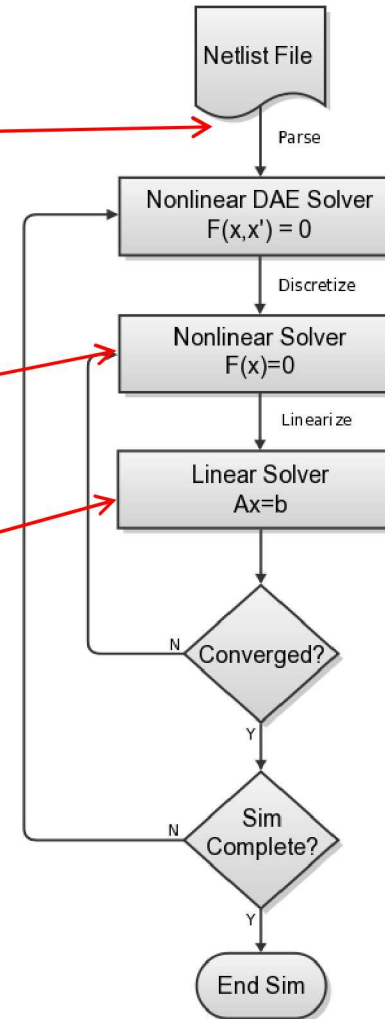 Netlist File
Parse
Nonlinear DAE Solver
F(x,x') = 0
Discretize
Nonlinear Solver
F(x)=0
Linearize
Linear Solver
Ax=b
N
Converged?
Y
N
Sim
Complete?
Y
End Sim